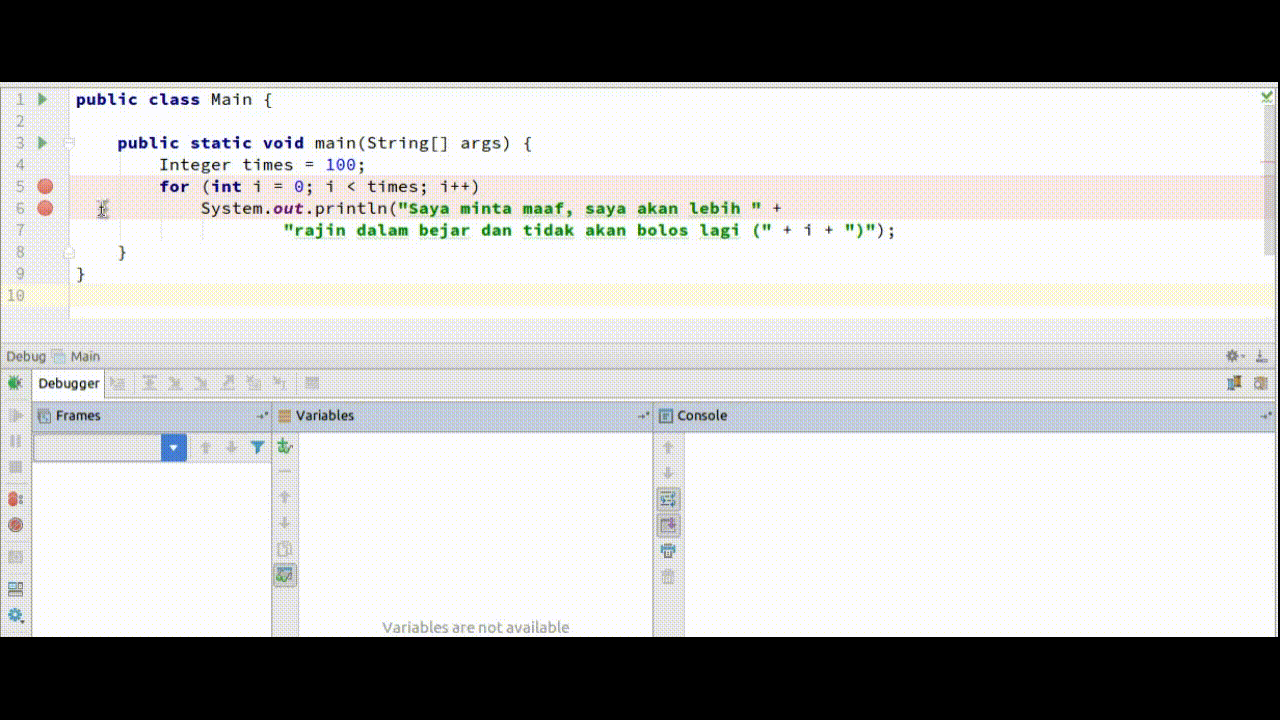 1 public class Main {
2
3 public static void main(String[] args) {
4 Integer times = 100;
5 for (int i = 0; i < times; i++)
6 System.out.println("Saya minta maaf, saya akan lebih " +
7 "rajin dalam bejar dan tidak akan bolos lagi (" + i + ")");
8 }
9 }
10
Debug Main
Debugger
Frames Variables Console
Variables are not available